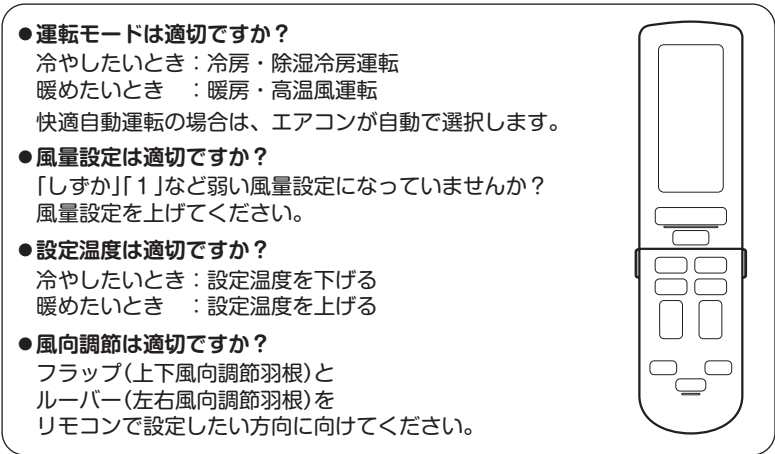 ●運転モードは適切ですか？
冷やしたいとき：冷房・除湿冷房運転
暖めたいとき　：暖房・高温風運転
快適自動運転の場合は、エアコンが自動で選択します。
●風量設定は適切ですか？
「しずか」「１」など弱い風量設定になっていませんか？
風量設定を上げてください。
●設定温度は適切ですか？
冷やしたいとき：設定温度を下げる
暖めたいとき　：設定温度を上げる
●風向調節は適切ですか？
フラップ(上下風向調節羽根)と
ルーバー(左右風向調節羽根)を
リモコンで設定したい方向に向けてください。